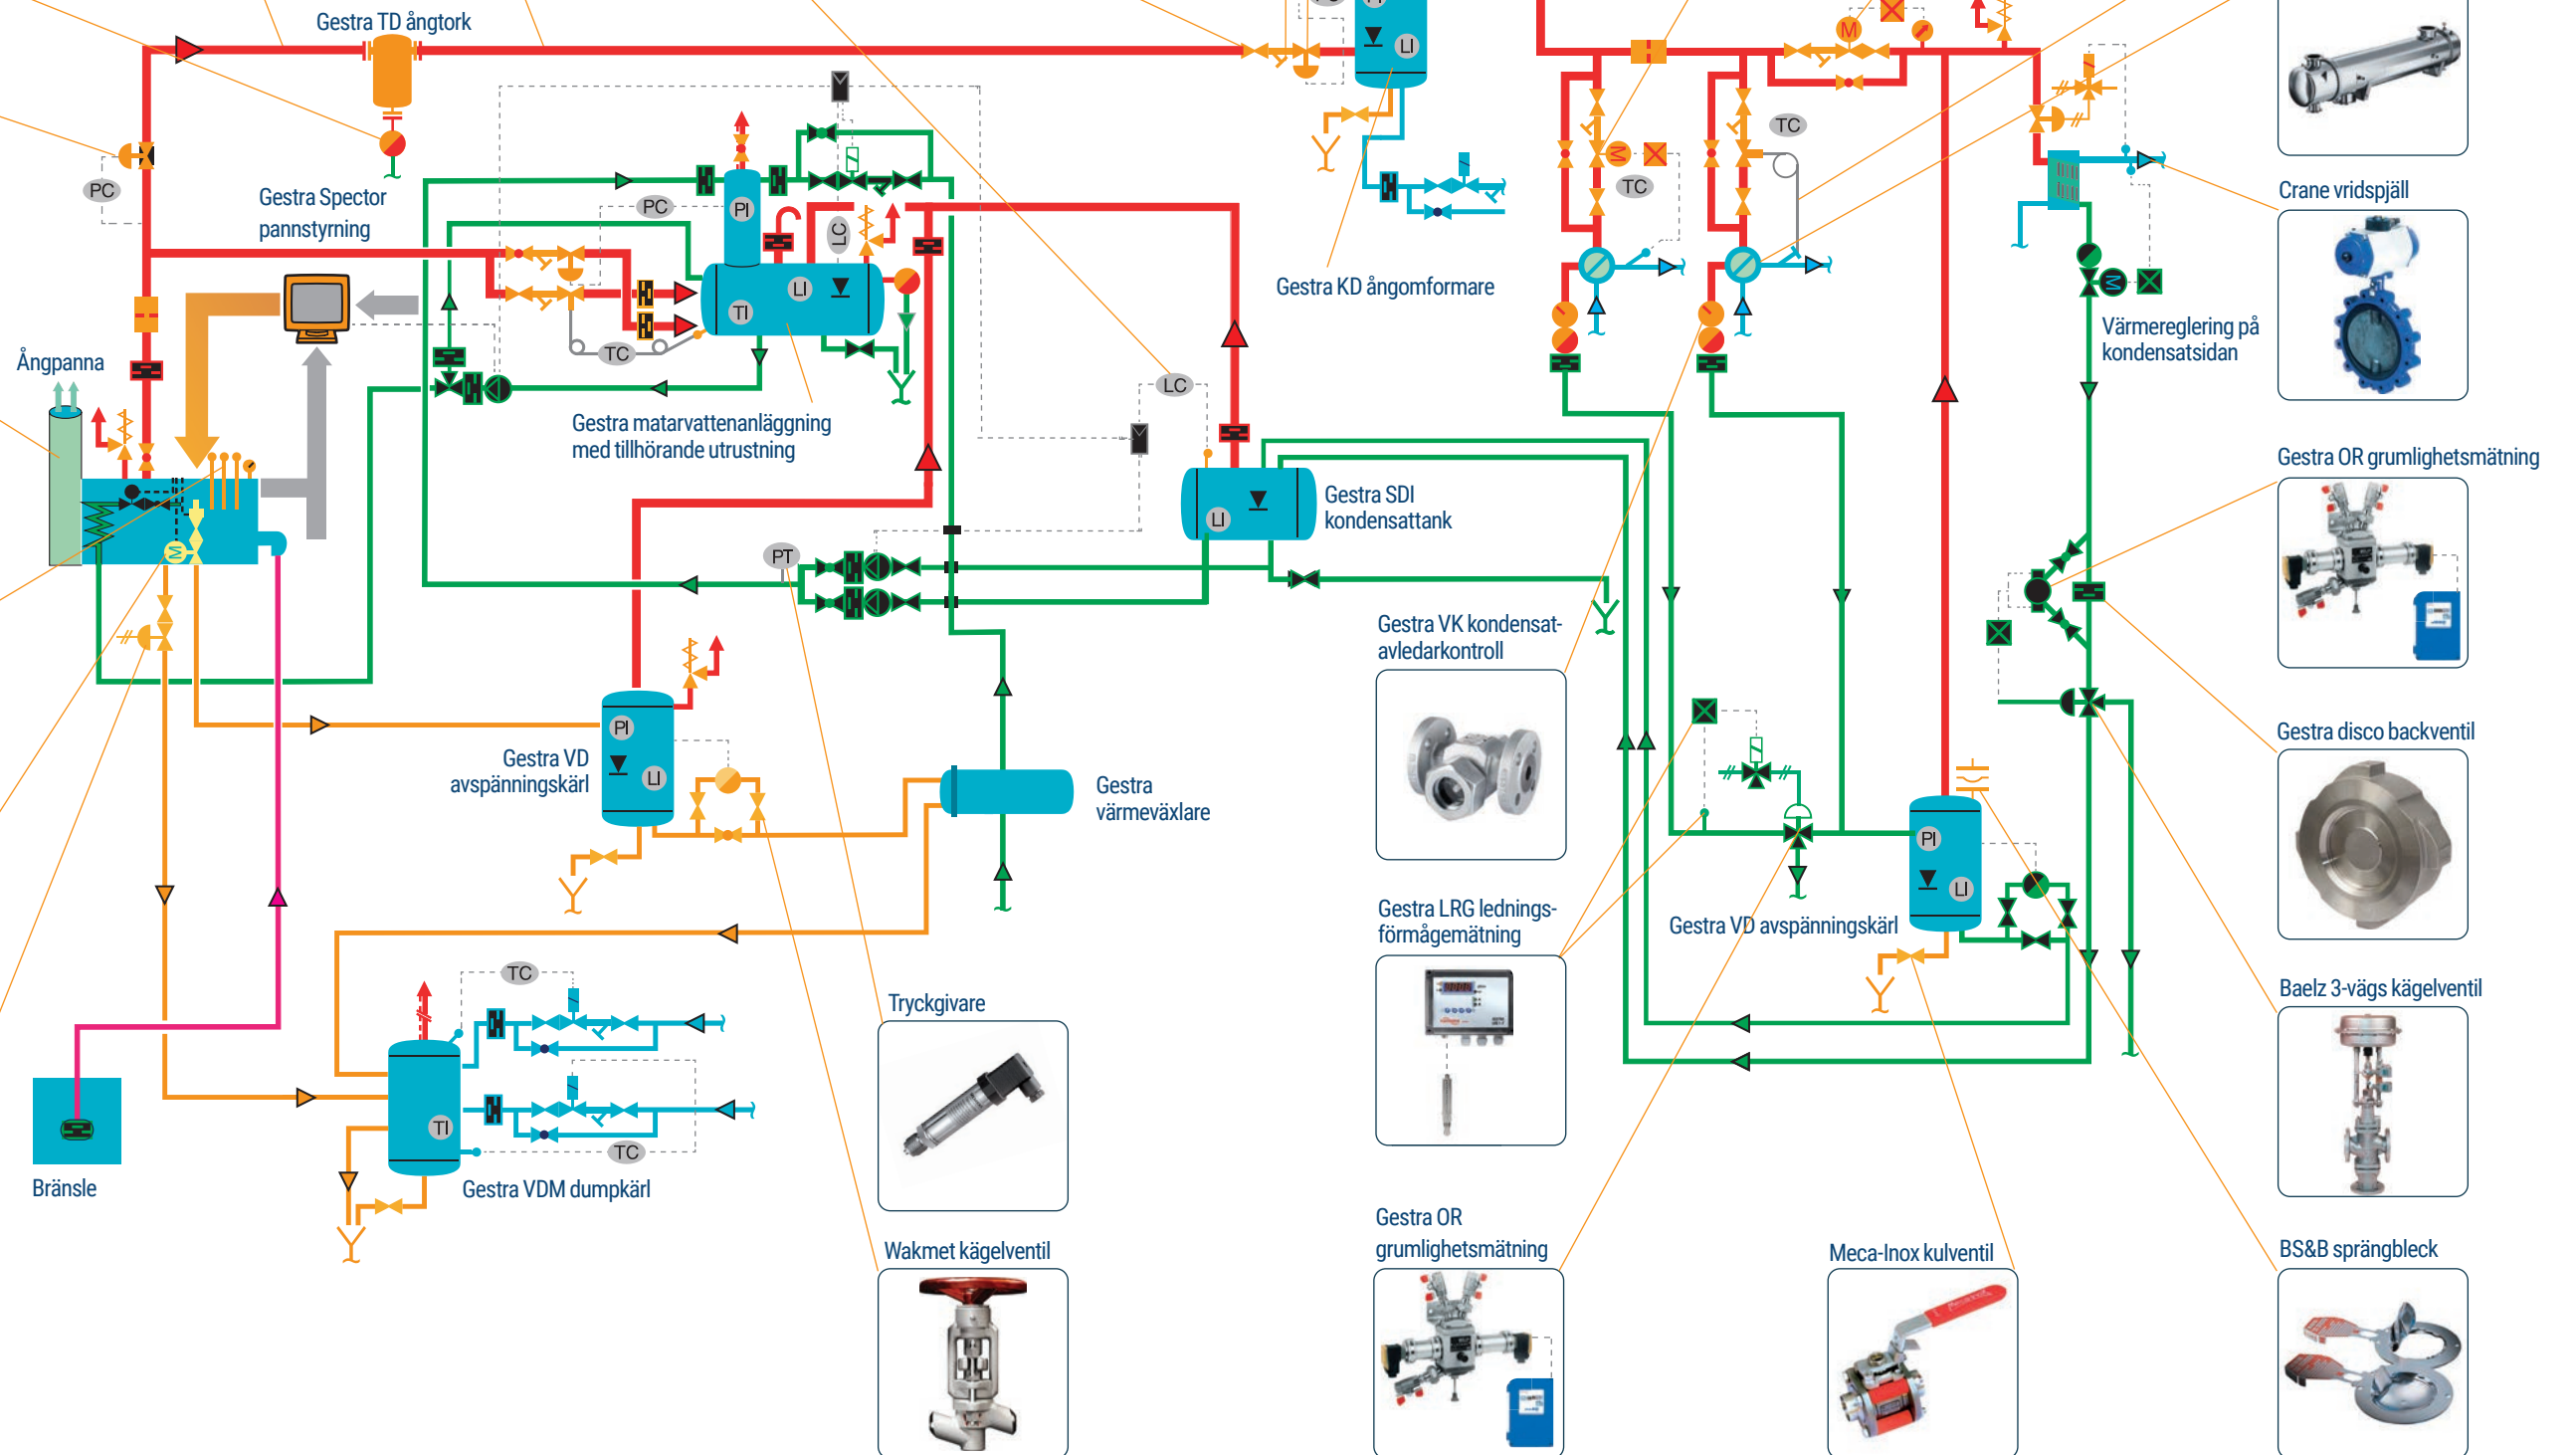 Gestra TD ångtork
PI
LI
M
TC
M
TC
PC
Gestra Spector
pannstyrning
PC
PI
LC
LI
TI
TC
Gestra KD ångomformare
Crane vridspjäll
M
Värmereglering på
kondensatsidan
Ångpanna
LC
Gestra matarvattenanläggning
med tillhörande utrustning
Gestra OR grumlighetsmätning
Gestra SDI
kondensattank
LI
M
PT
Gestra VK kondensat-
avledarkontroll
Gestra disco backventil
PI
LI
Gestra VD
avspänningskärl
Gestra
värmeväxlare
PI
LI
Gestra LRG lednings-
förmågemätning
Gestra VD avspänningskärl
TC
Tryckgivare
Baelz 3-vägs kägelventil
TI
TC
Bränsle
Gestra VDM dumpkärl
Gestra OR
grumlighetsmätning
Wakmet kägelventil
Meca-Inox kulventil
BS&B sprängbleck